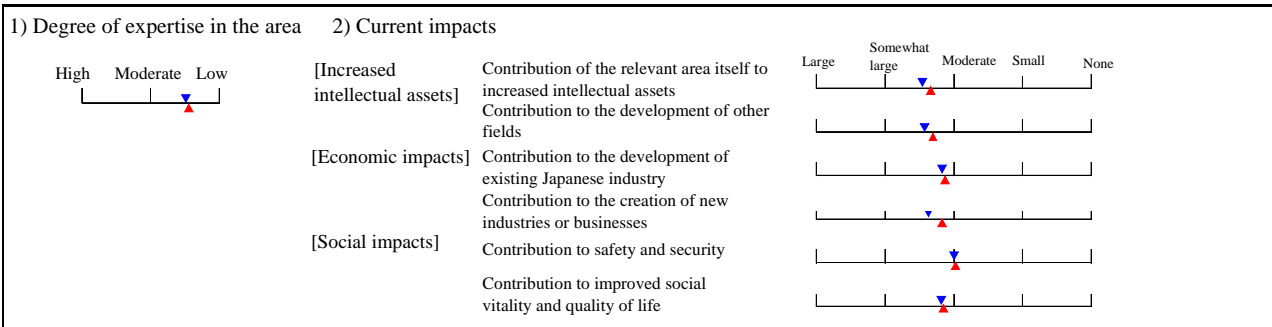 1) Degree of expertise in the area 2) Current impacts
High Moderate Low
[Increased
intellectual assets]
Contribution of the relevant area itself to
increased intellectual assets
Large Somewhat
large Moderate Small None
Contribution to the development of other
fields
[Economic impacts] Contribution to the development of
existing Japanese industry
Contribution to the creation of new
industries or businesses
[Social impacts] Contribution to safety and security
Contribution to improved social
vitality and quality of life